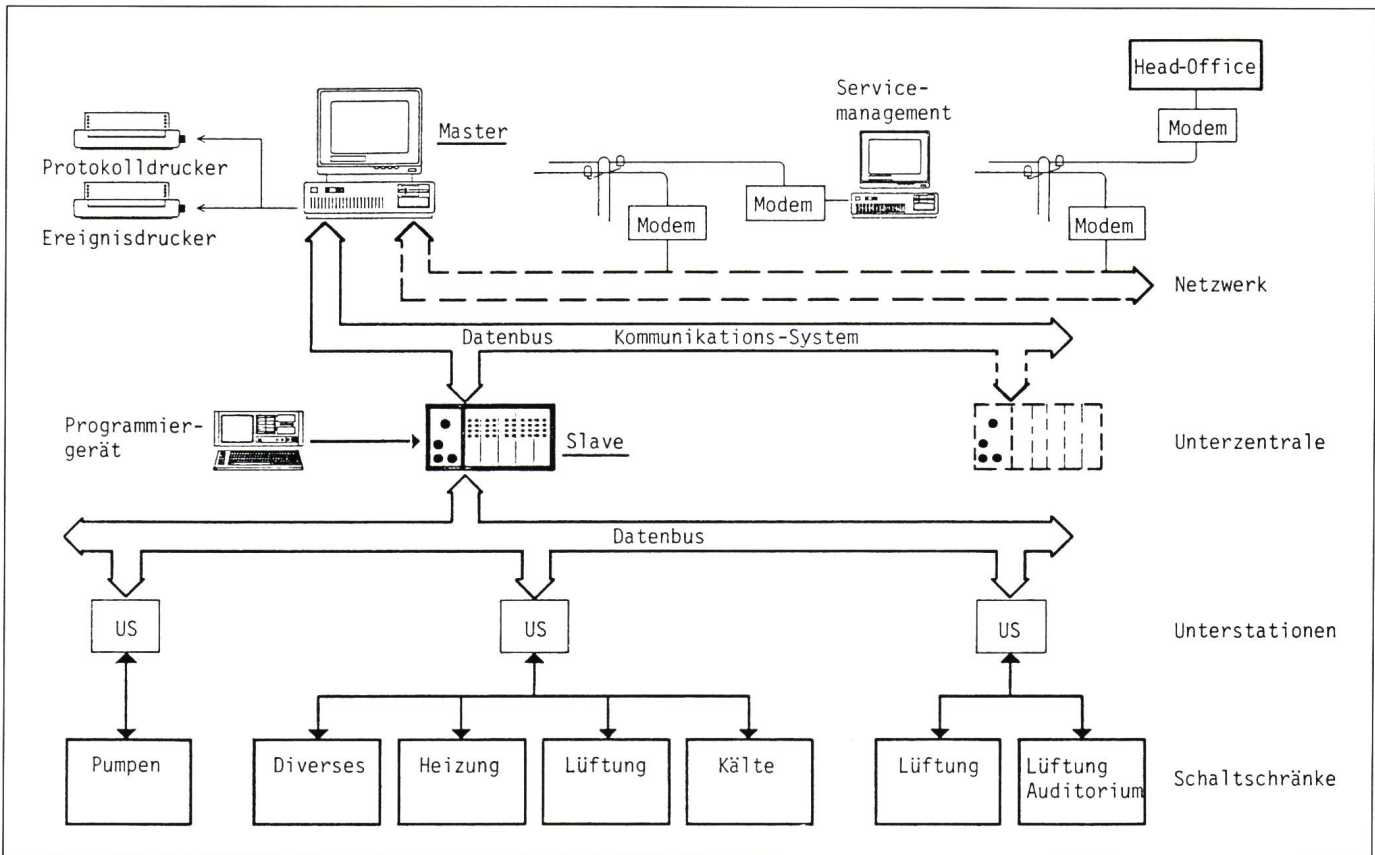 Head-Office
Service-
management
Modem
Master
Protokolldrucker
Ereignisdrucker
Modem
Modem
Modem
Netzwerk
Datenbus Kommunikations-System
Programmier-
gerät
Slave
Unterzentrale
Datenbus
US
US
US
Unterstationen
Pumpen
Diverses
Heizung
Lüftung
Kälte
Lüftung
Lüftung
Auditorium
Schaltschränke